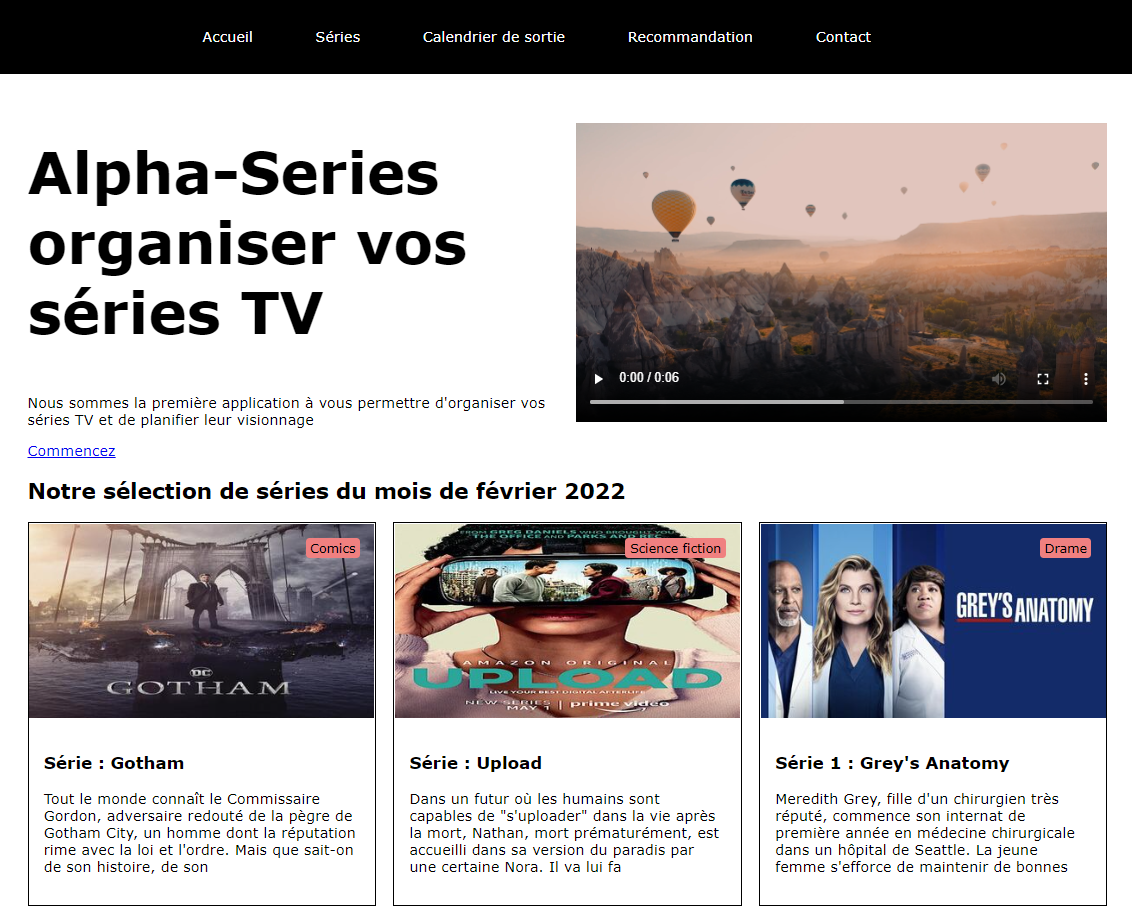 Accueil Séries Calendrier de sortie Recommandation Contact
Alpha-Series
organiser vos
séries TV
Nous sommes la première application à vous permettre d'organiser vos
séries TV et de planifier leur visionnage
Commencez
0:00 / 0:06
Notre sélection de séries du mois de février 2022
Comics
DC
GOTHAM
Série : Gotham
Tout le monde connaît le Commissaire
Gordon, adversaire redouté de la pègre de
Gotham City, un homme dont la réputation
rime avec la loi et l'ordre. Mais que sait-on
de son histoire, de son
FROM GREG DANIELS WHO BROUGHT YOU
THE OFFICE AND PARKS AND REC
Science fiction
AMAZON ORIGINAL
UPLOAD
LIVE YOUR BEST DIGITAL AFTERLIFE
NEW SERIES
MAY 1 | prime video
Série : Upload
Dans un futur où les humains sont
capables de "s'uploader" dans la vie après
la mort, Nathan, mort prématurément, est
accueilli dans sa version du paradis par
une certaine Nora. Il va lui fa
Drame
GREY'S ANATOMY
Série 1 : Grey's Anatomy
Meredith Grey, fille d'un chirurgien très
réputé, commence son internat de
première année en médecine chirurgicale
dans un hôpital de Seattle. La jeune
femme s'efforce de maintenir de bonnes